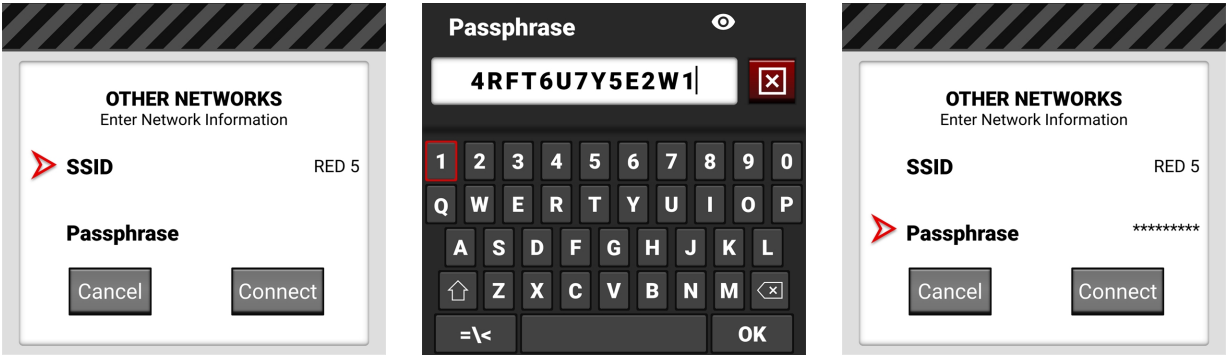 OTHER NETWORKS
Enter Network Information
SSID RED 5
Passphrase
Cancel Connect
Passphrase
4RFT6U7Y5E2W1
1 2 3 4 5 6 7 8 9 0
Q W E R T Y U I O P
A S D F G H J K L
Z X C V B N M
=\<
OK
OTHER NETWORKS
Enter Network Information
SSID RED 5
Passphrase *********
Cancel Connect